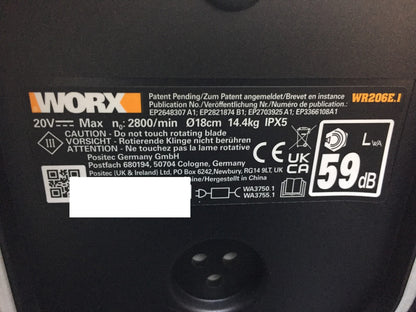 WORX
Patent Pending/Zum Patent angemeldet/Brevet en instance
WR206E.1
Publication No./Veröffentlichung Nr./Numéro de publication.:
EP2648307 A1; EP2821874 B1; EP2703925 A1; EP3366108A1
20V Max n₀: 2800/min Ø18cm 14.4kg IPX5
CAUTION - Do not touch rotating blade
VORSICHT - Rotierende Klinge nicht berühren
ATTENTION - Ne touchez pas la lame rotative
Positec Germany GmbH
Postfach 680194, 50704 Cologne, Germany
Positec (UK & Ireland) Ltd, PO Box 6242, Newbury, RG14 9LT, UK
ine/Hergestellt in China
WA3750.1
WA3755.1
III
CE
UK
CA
LWA
59dB